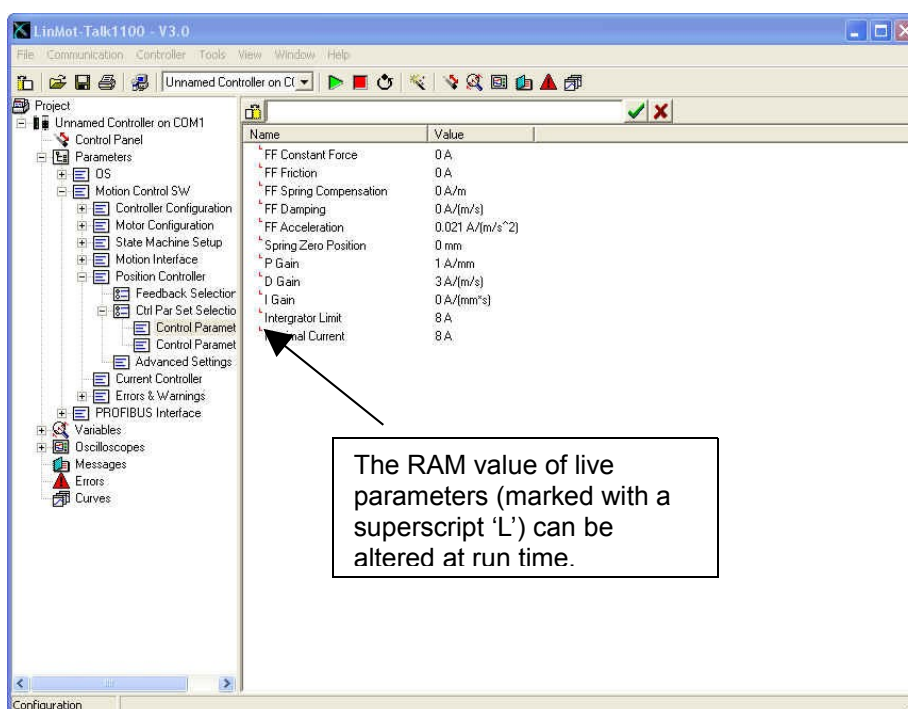 LinMot-Talk1100 - V3.0
File Communication Controller Tools View Window Help
Unnamed Controller on C
Project
Unnamed Controller on COM1
Control Panel
Parameters
OS
Motion Control SW
Controller Configuration
Motor Configuration
State Machine Setup
Motion Interface
Position Controller
Feedback Selection
Ctrl Par Set Selectio
Control Paramet
Control Paramet
Advanced Settings
Current Controller
Errors & Warnings
PROFIBUS Interface
Variables
Oscilloscopes
Messages
Errors
Curves
Name Value
L FF Constant Force 0 A
L FF Friction 0 A
L FF Spring Compensation 0 A/m
L FF Damping 0 A/(m/s)
L FF Acceleration 0.021 A/(m/s^2)
L Spring Zero Position 0 mm
L P Gain 1 A/mm
L D Gain 3 A/(m/s)
L I Gain 0 A/(mm*s)
L Intergrator Limit 8 A
L mal Current 8 A
The RAM value of live
parameters (marked with a
superscript ‘L’) can be
altered at run time.
Configuration